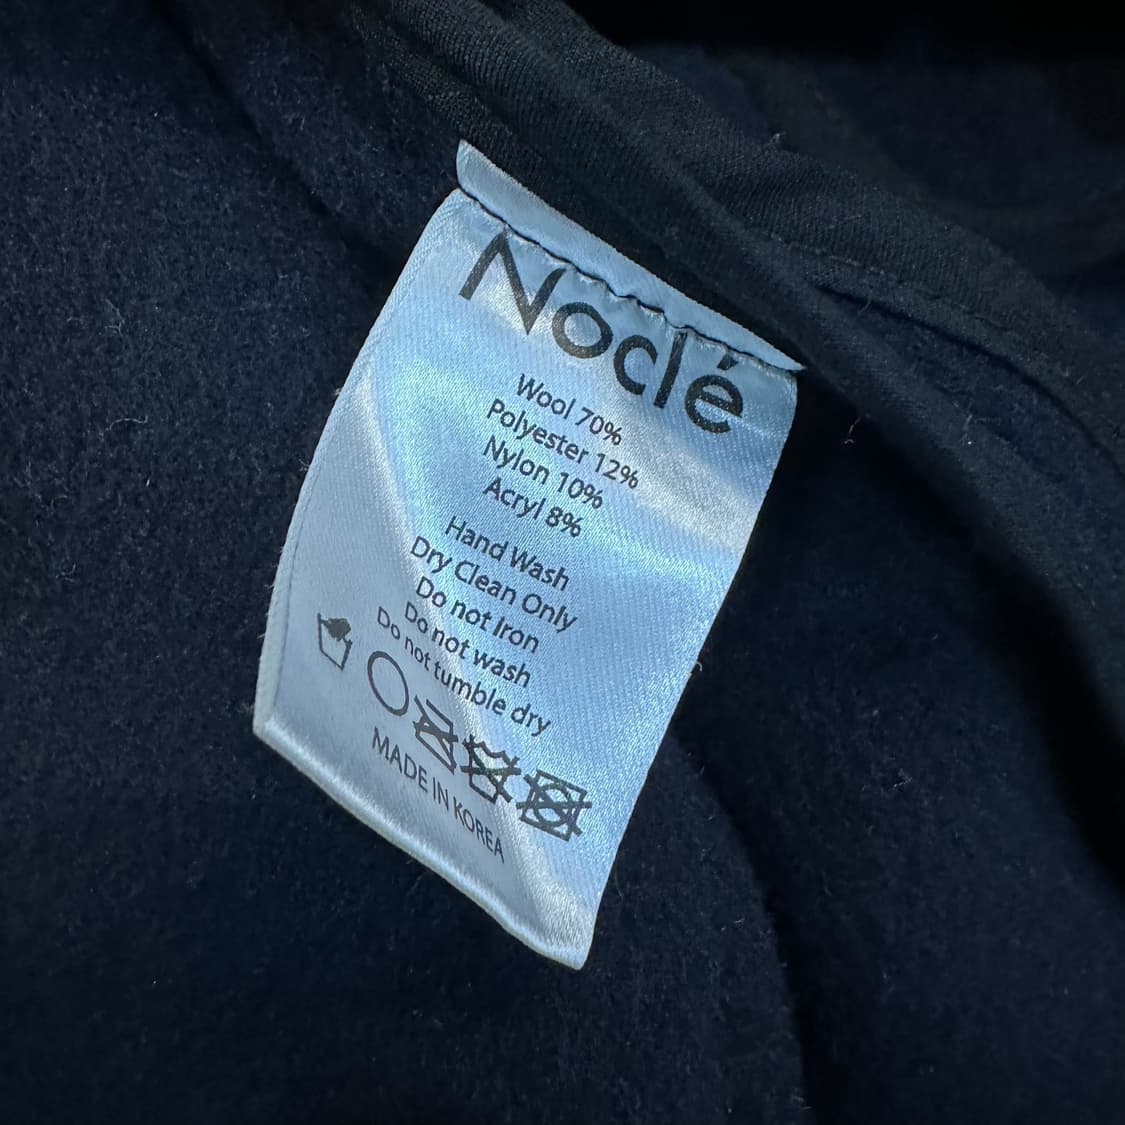 Noclé
Wool 70%
Polyester 12%
Nylon 10%
Acryl 8%
Hand Wash
Dry Clean Only
Do not Iron
Do not wash
Do not tumble dry
MADE IN KOREA